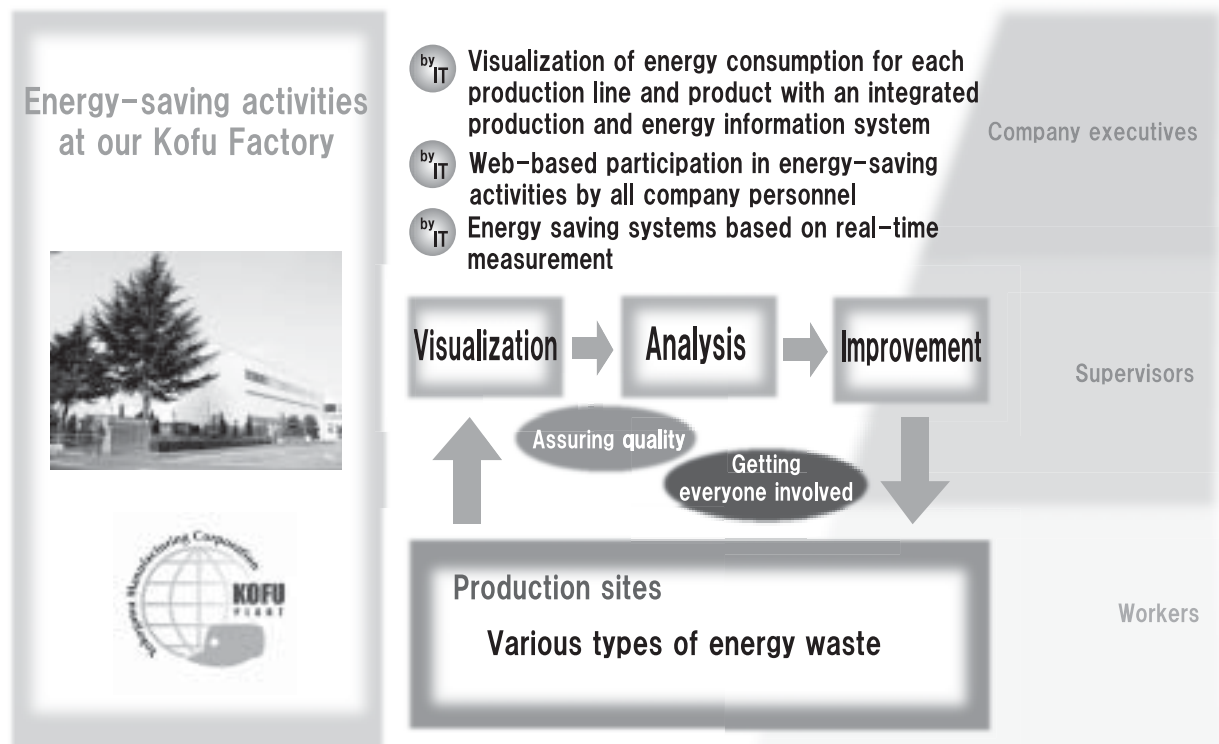 Energy-saving activities
at our Kofu Factory
by IT
Visualization of energy consumption for each
production line and product with an integrated
production and energy information system
by IT
Web-based participation in energy-saving
activities by all company personnel
by IT
Energy saving systems based on real-time
measurement
Company executives
Visualization
Analysis
Improvement
Supervisors
Assuring quality
Getting
everyone involved
Manufacturing Corporation
KOFU
PLANT
Production sites
Various types of energy waste
Workers